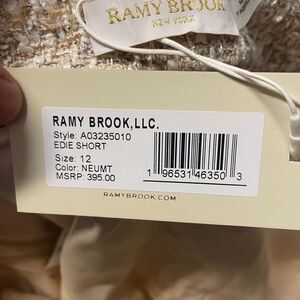 RAMY BROOK
NEW YORK
RAMY BROOK,LLC.
Style: A03235010
EDIE SHORT
Size: 12
Color: NEUMT
MSRP: 395.00
1 96531 46350 3
RAMYBROOK.COM